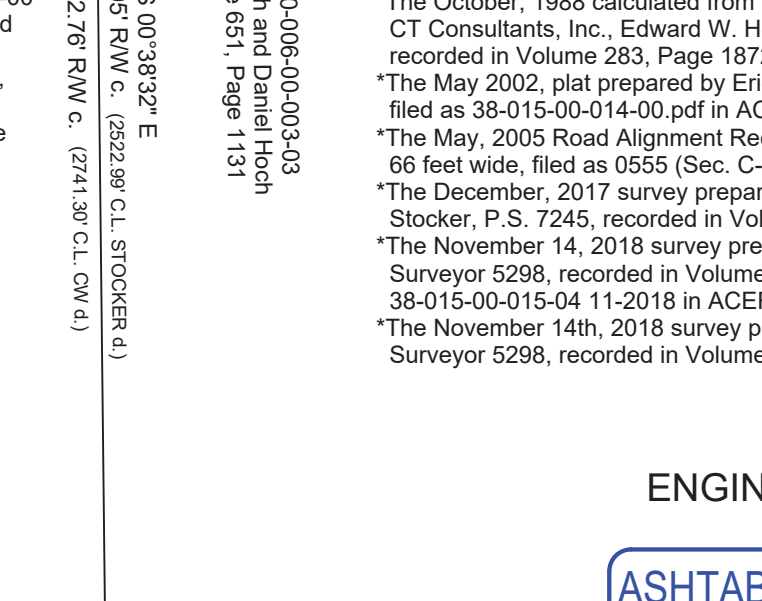 S 00°38'32" E
95' R/W c. (2522.99' C.L. STOCKER d.)
2.76' R/W c. (2741.30' C.L. CW d.)
0-006-00-003-03
h and Daniel Hoch
e 651, Page 1131
The October, 1988 calculated from
CT Consultants, Inc., Edward W. H
recorded in Volume 283, Page 187
*The May 2002, plat prepared by Eri
filed as 38-015-00-014-00.pdf in AC
*The May, 2005 Road Alignment Re
66 feet wide, filed as 0555 (Sec. C-
*The December, 2017 survey prepar
Stocker, P.S. 7245, recorded in Vol
*The November 14, 2018 survey pre
Surveyor 5298, recorded in Volume
38-015-00-015-04 11-2018 in ACE
*The November 14th, 2018 survey p
Surveyor 5298, recorded in Volume
ENGIN
ASHTAB